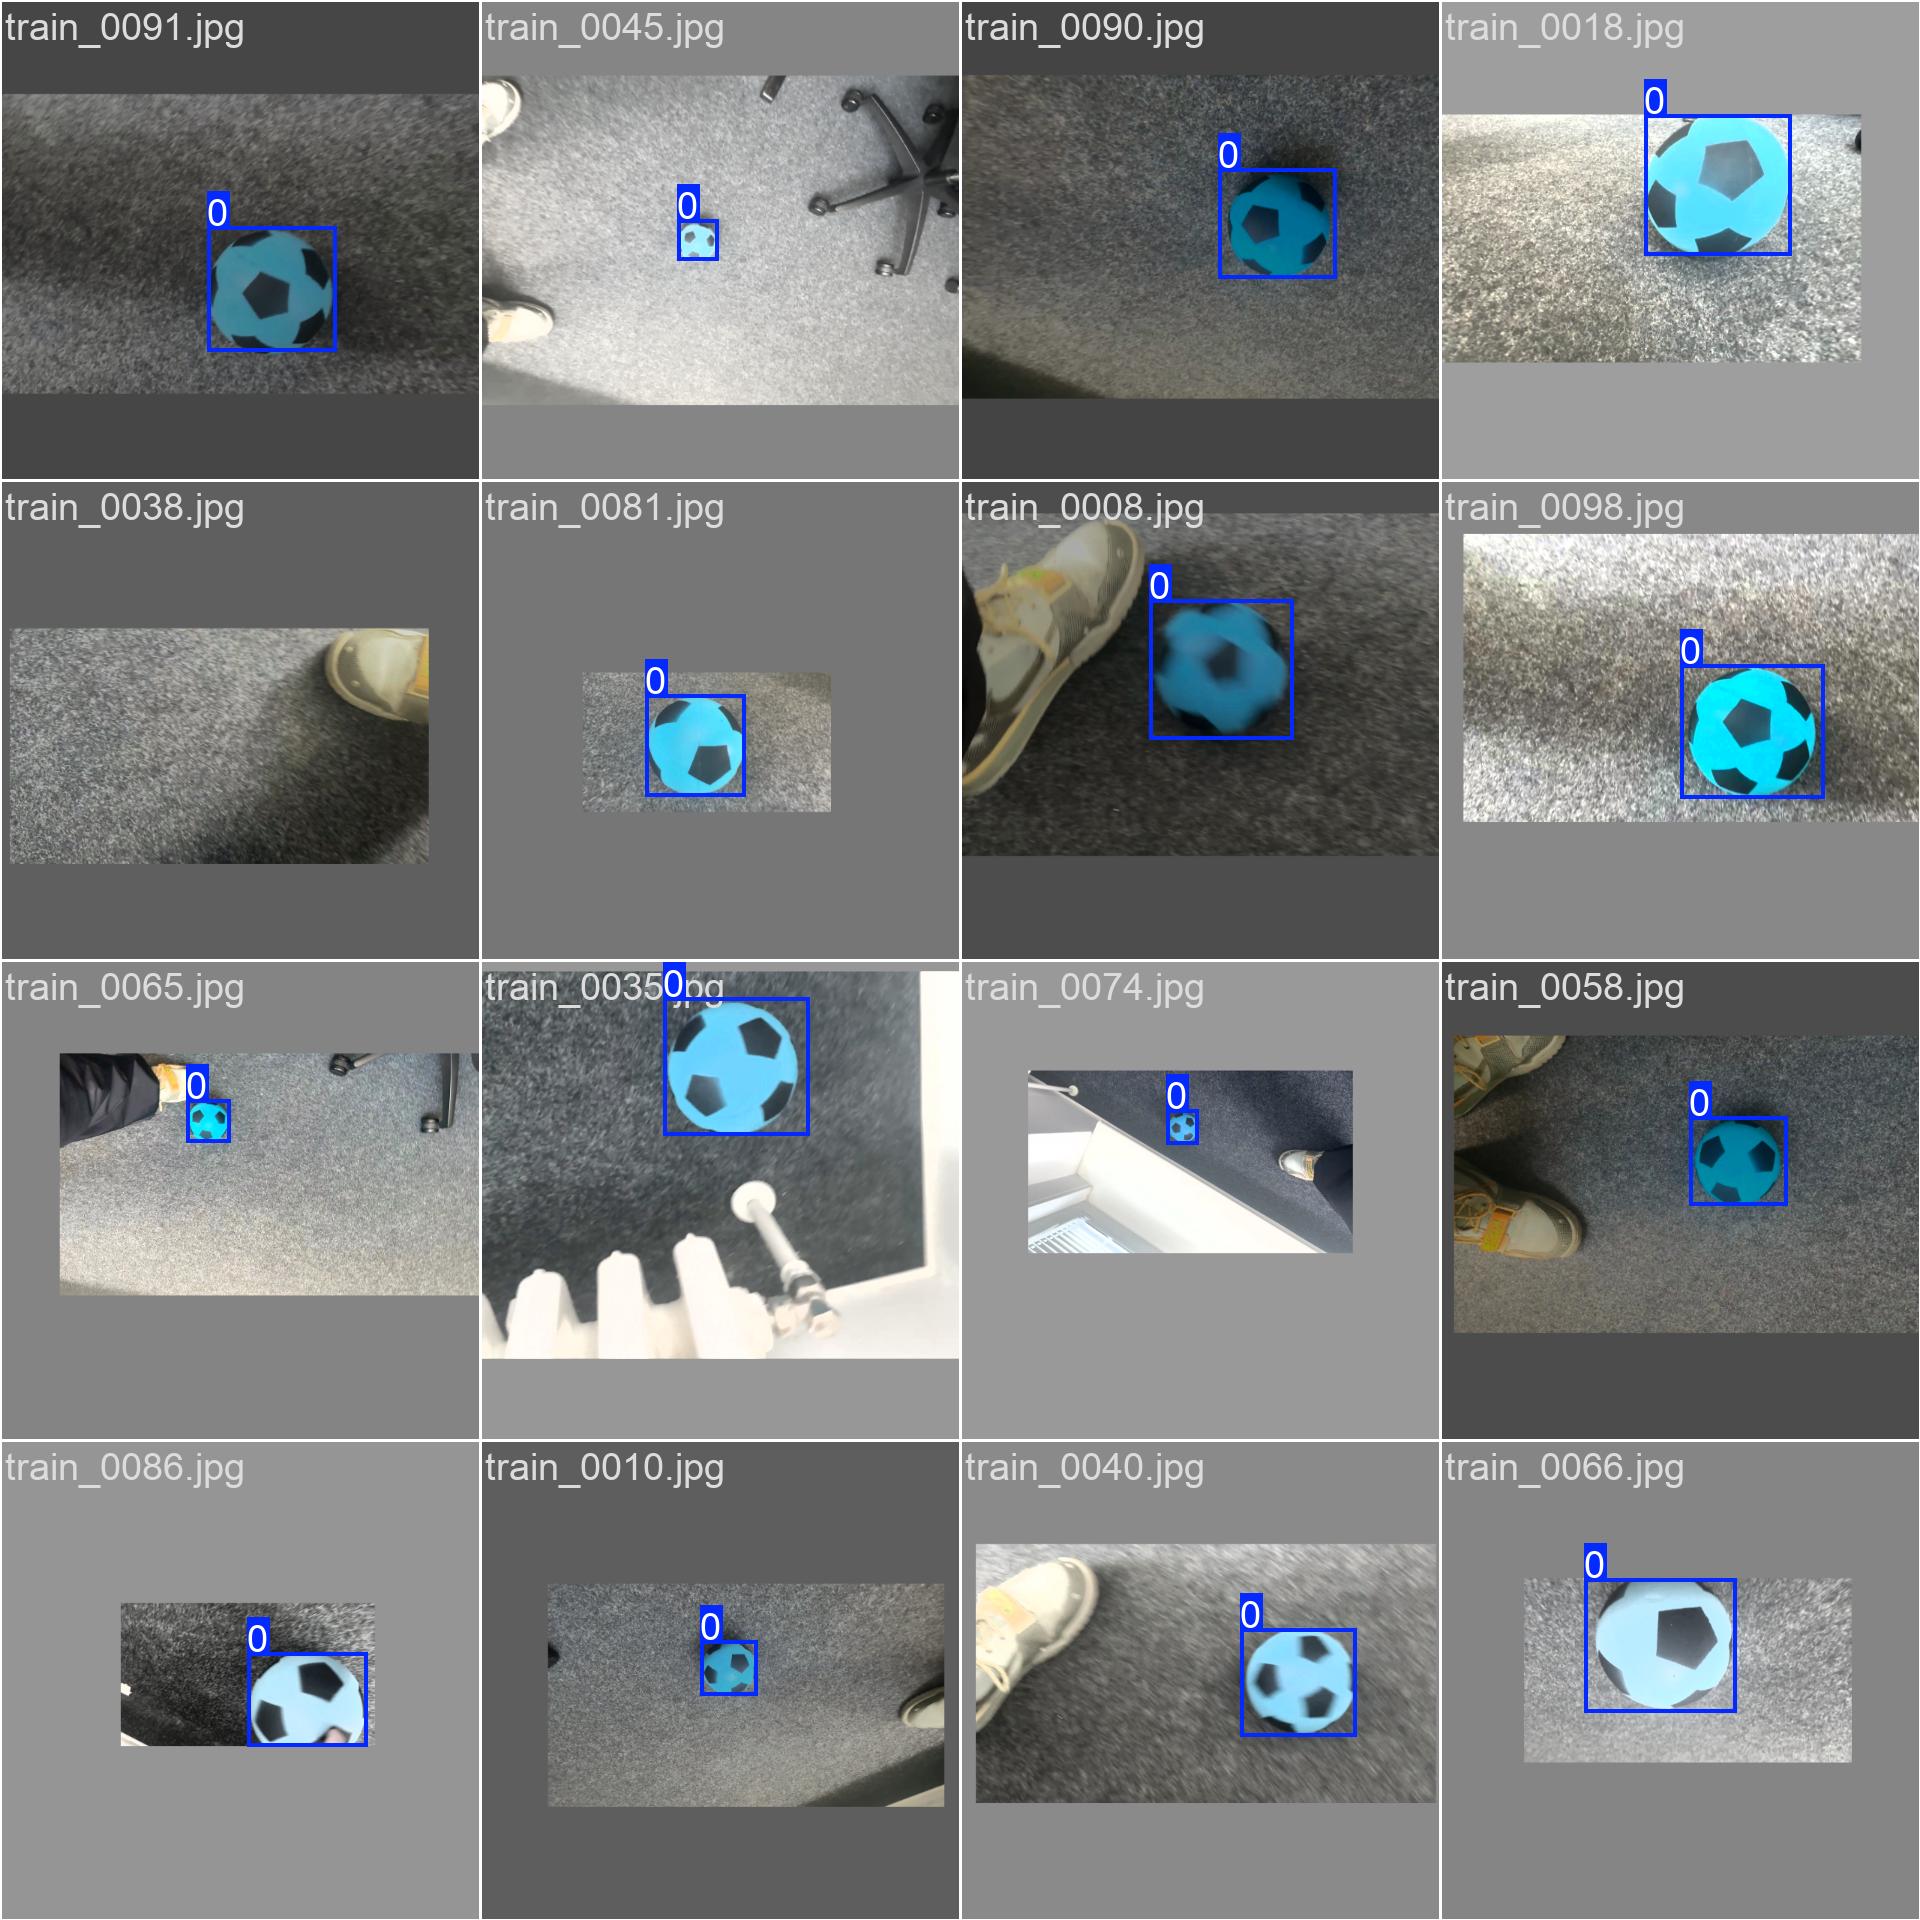 train_0091.jpg
train_0045.jpg
train_0090.jpg
train_0018.jpg
0
0
0
0
train_0038.jpg
train_0081.jpg
train_0008.jpg
train_0098.jpg
0
0
0
train_0065.jpg
train_0035.jpg
train_0074.jpg
train_0058.jpg
0
0
0
0
train_0086.jpg
train_0010.jpg
train_0040.jpg
train_0066.jpg
0
0
0
0